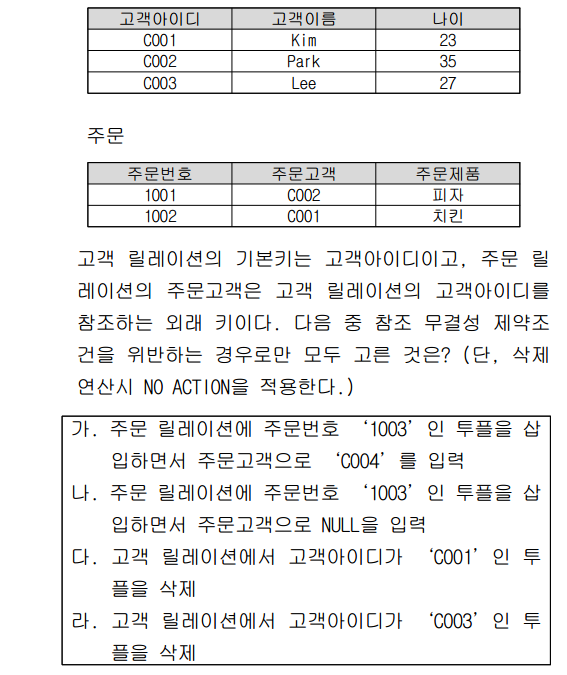 고객아이디 고객이름 나이
C001 Kim 23
C002 Park 35
C003 Lee 27
주문
주문번호 주문고객 주문제품
1001 C002 피자
1002 C001 치킨
고객 릴레이션의 기본키는 고객아이디이고, 주문 릴
레이션의 주문고객은 고객 릴레이션의 고객아이디를
참조하는 외래 키이다. 다음 중 참조 무결성 제약조
건을 위반하는 경우로만 모두 고른 것은? (단, 삭제
연산시 NO ACTION을 적용한다.)
가. 주문 릴레이션에 주문번호 ‘1003’인 투플을 삽
입하면서 주문고객으로 ‘C004’를 입력
나. 주문 릴레이션에 주문번호 ‘1003’인 투플을 삽
입하면서 주문고객으로 NULL을 입력
다. 고객 릴레이션에서 고객아이디가 ‘C001’인 투
플을 삭제
라. 고객 릴레이션에서 고객아이디가 ‘C003’인 투
플을 삭제